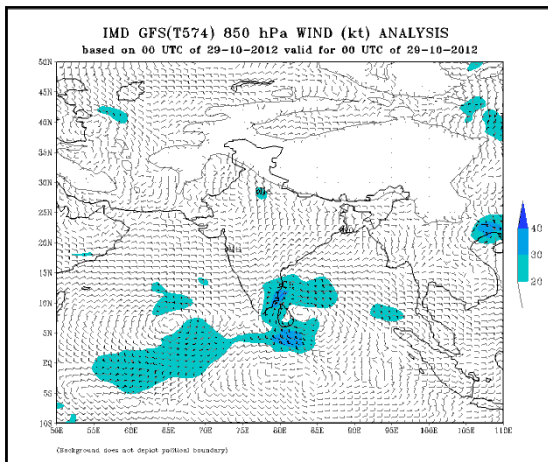 IMD GFS(T574) 850 hPa WIND (kt) ANALYSIS
based on 00 UTC of 29-10-2012 valid for 00 UTC of 29-10-2012
50N
45N
40N
35N
30N
25N
20N
15N
10N
5N
EQ
5S
10S
50E 55E 60E 65E 70E 75E 80E 85E 90E 95E 100E 105E 110E
40
30
20
(Background does not depict political boundary)